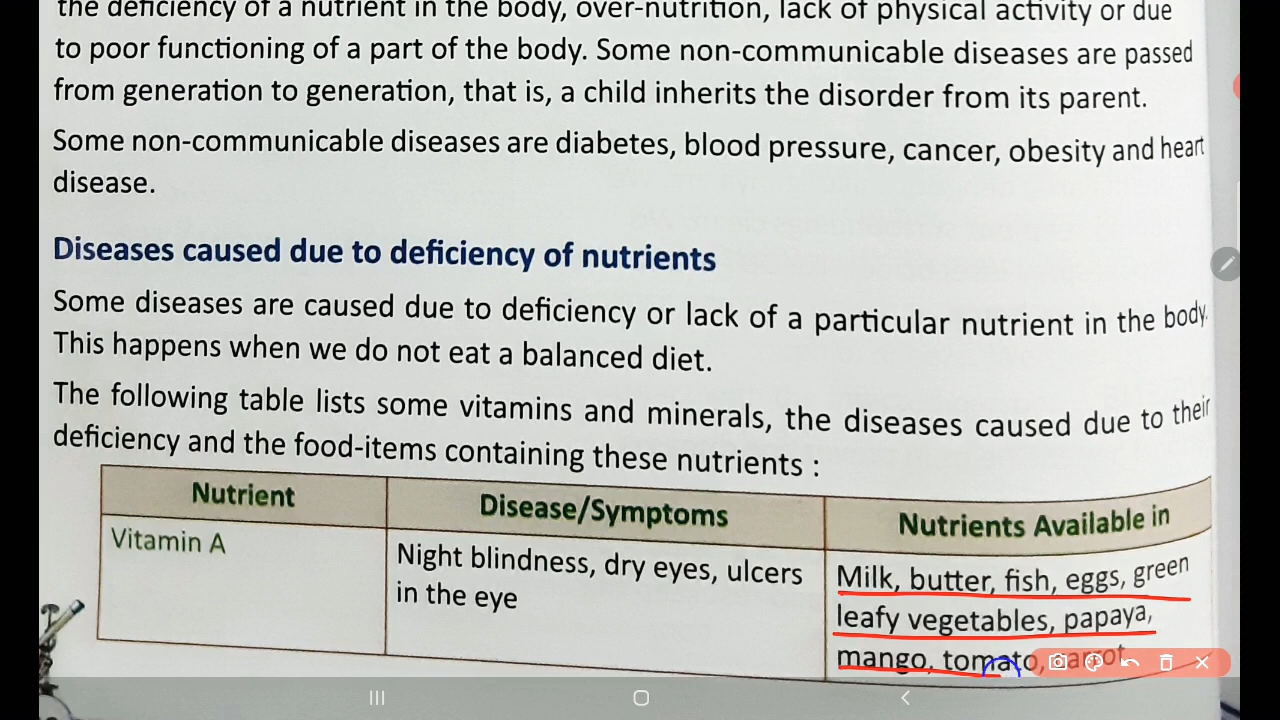 the deficiency of a nutrient in the body, over-nutrition, lack of physical activity or due
to poor functioning of a part of the body. Some non-communicable diseases are passed
from generation to generation, that is, a child inherits the disorder from its parent.
Some non-communicable diseases are diabetes, blood pressure, cancer, obesity and heart
disease.
Diseases caused due to deficiency of nutrients
Some diseases are caused due to deficiency or lack of a particular nutrient in the body.
This happens when we do not eat a balanced diet.
The following table lists some vitamins and minerals, the diseases caused due to their
deficiency and the food-items containing these nutrients :
Nutrient Disease/Symptoms Nutrients Available in
Vitamin A Night blindness, dry eyes, ulcers Milk, butter, fish, eggs, green
in the eye leafy vegetables, papaya,
mango, tomato, carrot